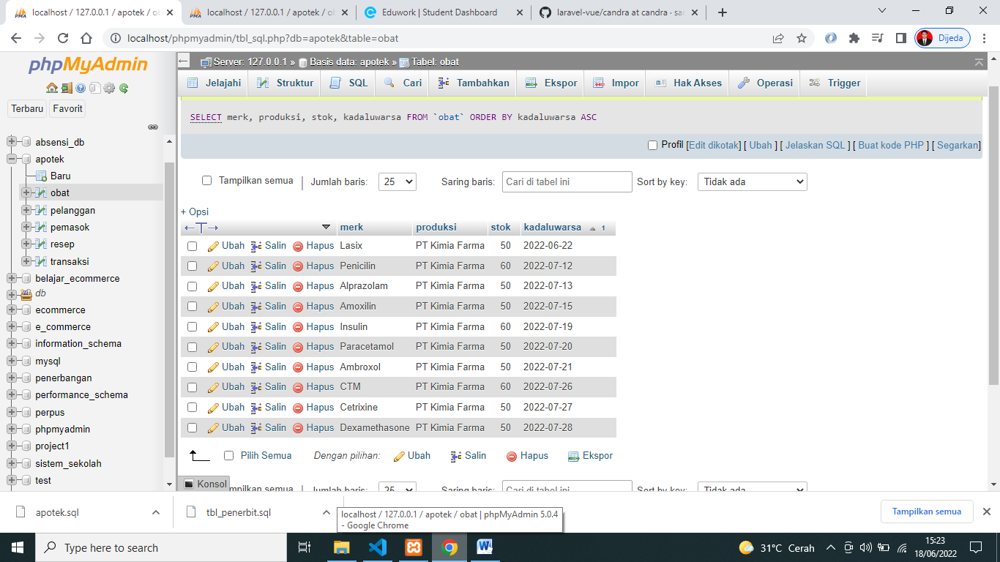 localhost / 127.0.0.1 / apotek / o
localhost / 127.0.0.1 / apotek / ol
Eduwork | Student Dashboard
laravel-vue/candra at candra · sa
localhost/phpmyadmin/tbl_sql.php?db=apotek&table=obat
Dijeda
phpMyAdmin
Terbaru Favorit
absensi_db
apotek
Baru
obat
pelanggan
pemasok
resep
transaksi
belajar_ecommerce
db
ecommerce
e_commerce
information_schema
mysql
penerbangan
performance_schema
perpus
phpmyadmin
project1
sistem_sekolah
test
Server: 127.0.0.1 » Basis data: apotek » Tabel: obat
Jelajahi Struktur SQL Cari Tambahkan Ekspor Impor Hak Akses Operasi Trigger
SELECT merk, produksi, stok, kadaluwarsa FROM `obat` ORDER BY kadaluwarsa ASC
Profil [Edit dikotak] [ Ubah ] [ Jelaskan SQL ] [ Buat kode PHP ] [ Segarkan]
Tampilkan semua | Jumlah baris: 25 Saring baris: Cari di tabel ini Sort by key: Tidak ada
+ Opsi
←T→ merk produksi stok kadaluwarsa 1
Ubah Salin Hapus Lasix PT Kimia Farma 50 2022-06-22
Ubah Salin Hapus Penicilin PT Kimia Farma 60 2022-07-12
Ubah Salin Hapus Alprazolam PT Kimia Farma 50 2022-07-13
Ubah Salin Hapus Amoxilin PT Kimia Farma 50 2022-07-15
Ubah Salin Hapus Insulin PT Kimia Farma 60 2022-07-19
Ubah Salin Hapus Paracetamol PT Kimia Farma 50 2022-07-20
Ubah Salin Hapus Ambroxol PT Kimia Farma 50 2022-07-21
Ubah Salin Hapus CTM PT Kimia Farma 60 2022-07-26
Ubah Salin Hapus Cetrixine PT Kimia Farma 50 2022-07-27
Ubah Salin Hapus Dexamethasone PT Kimia Farma 50 2022-07-28
Pilih Semua Dengan pilihan: Ubah Salin Hapus Ekspor
Konsol ampilkan semua | Jumlah baris: 25 Saring baris: Cari di tabel ini Sort by key: Tidak ada
apotek.sql
tbl_penerbit.sql
Tampilkan semua
localhost / 127.0.0.1 / apotek / obat | phpMyAdmin 5.0.4
- Google Chrome
Type here to search
31°C Cerah
15:23
18/06/2022